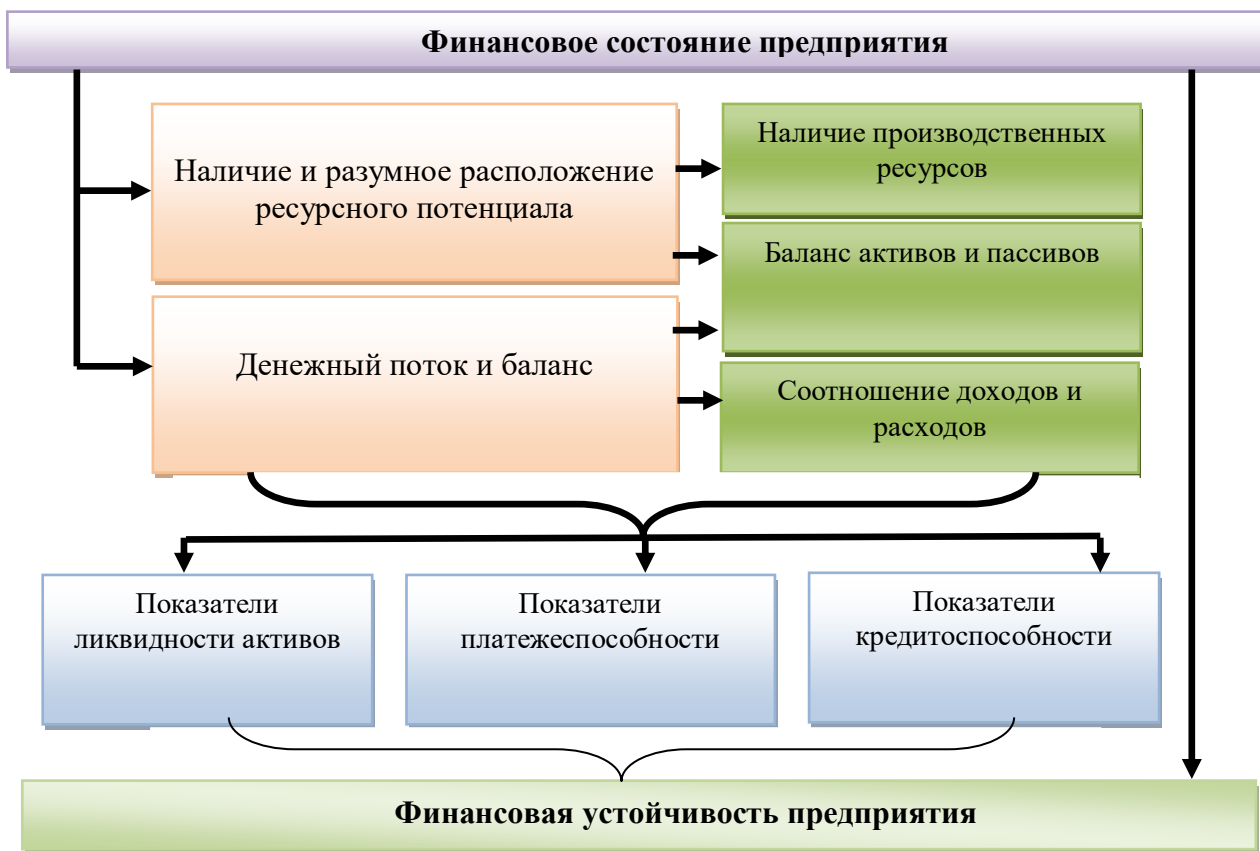 Финансовое состояние предприятия
Наличие и разумное расположение
ресурсного потенциала
Наличие производственных
ресурсов
Баланс активов и пассивов
Денежный поток и баланс
Соотношение доходов и
расходов
Показатели
ликвидности активов
Показатели
платежеспособности
Показатели
кредитоспособности
Финансовая устойчивость предприятия